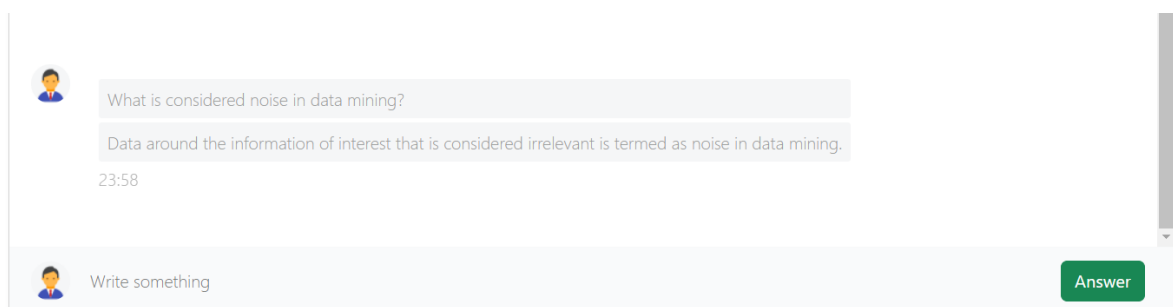 What is considered noise in data mining?
Data around the information of interest that is considered irrelevant is termed as noise in data mining.
23:58
Write something
Answer